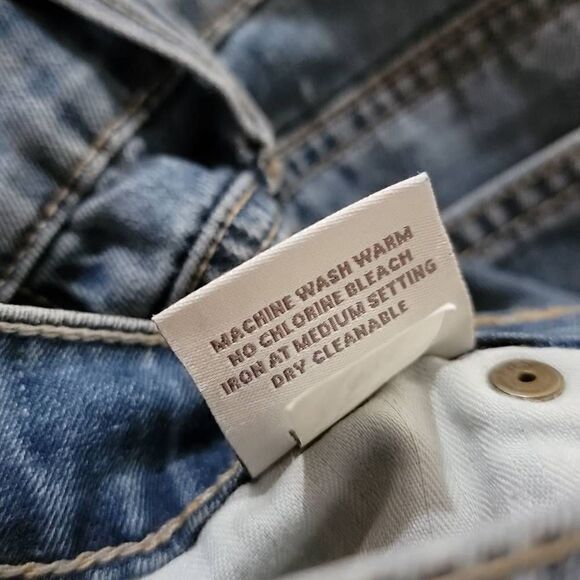 MACHINE WASH WARM
NO CHLORINE BLEACH
IRON AT MEDIUM SETTING
DRY-CLEANABLE